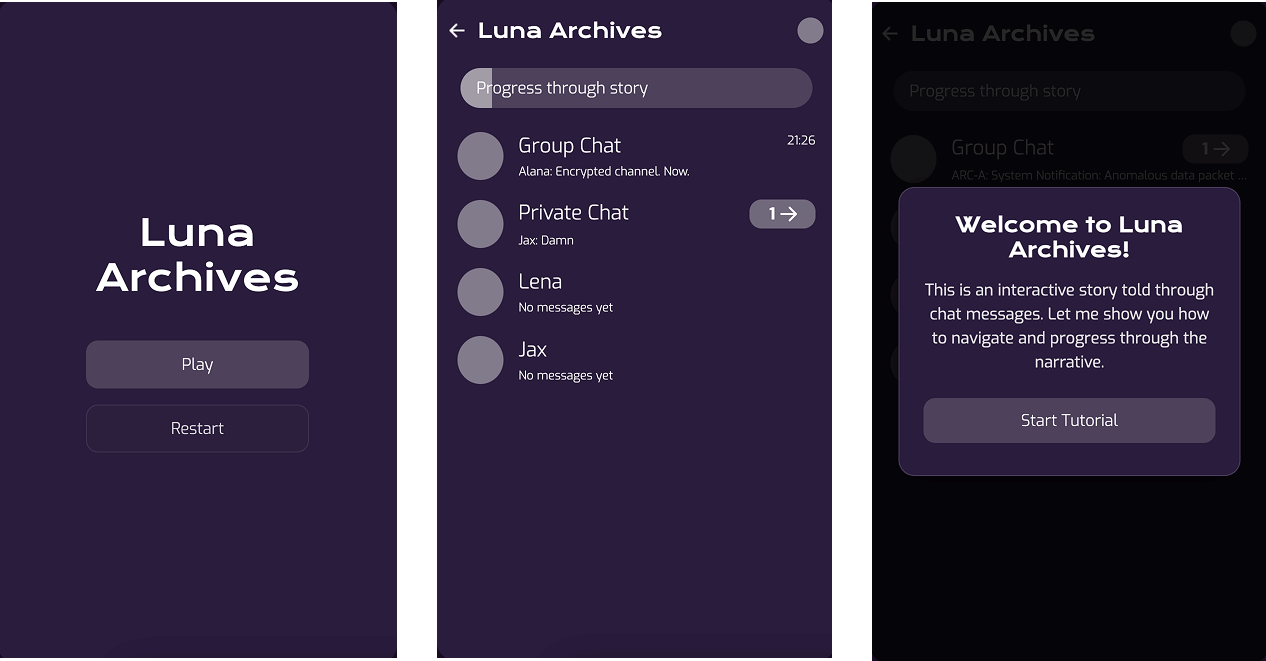 Luna
Archives
Play
Restart
Luna Archives
Progress through story
Group Chat
21:26
Alana: Encrypted channel. Now.
Private Chat
1
Jax: Damn
Lena
No messages yet
Jax
No messages yet
Luna Archives
Progress through story
Group Chat
1
ARC-A: System Notification: Anomalous data packet ...
Welcome to Luna
Archives!
This is an interactive story told through
chat messages. Let me show you how
to navigate and progress through the
narrative.
Start Tutorial